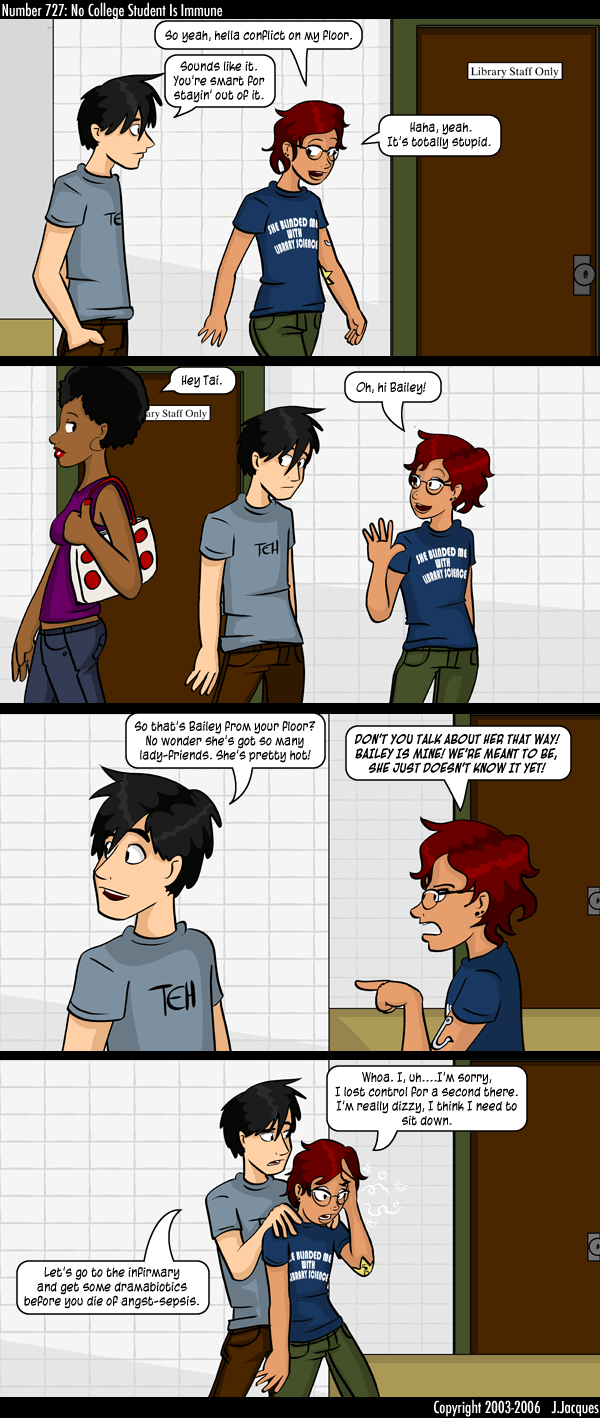 Number 727: No College Student Is Immune
So yeah, hella conflict on my floor.
Sounds like it.
You're smart for
stayin' out of it.
Library Staff Only
Haha, yeah.
It's totally stupid.
TEH
SHE BLINDED ME
WITH
LIBRARY SCIENCE
Hey Tai.
Oh, hi Bailey!
ary Staff Only
TEH
SHE BLINDED ME
WITH
LIBRARY SCIENCE
So that's Bailey from your floor?
No wonder she's got so many
lady-friends. She's pretty hot!
DON'T YOU TALK ABOUT HER THAT WAY!
BAILEY IS MINE! WE'RE MEANT TO BE,
SHE JUST DOESN'T KNOW IT YET!
TEH
Whoa. I, uh....I'm sorry,
I lost control for a second there.
I'm really dizzy, I think I need to
sit down.
SHE BLINDED ME
WITH
LIBRARY SCIENCE
Let's go to the infirmary
and get some dramabiotics
before you die of angst-sepsis.
Copyright 2003-2006 J.Jacques